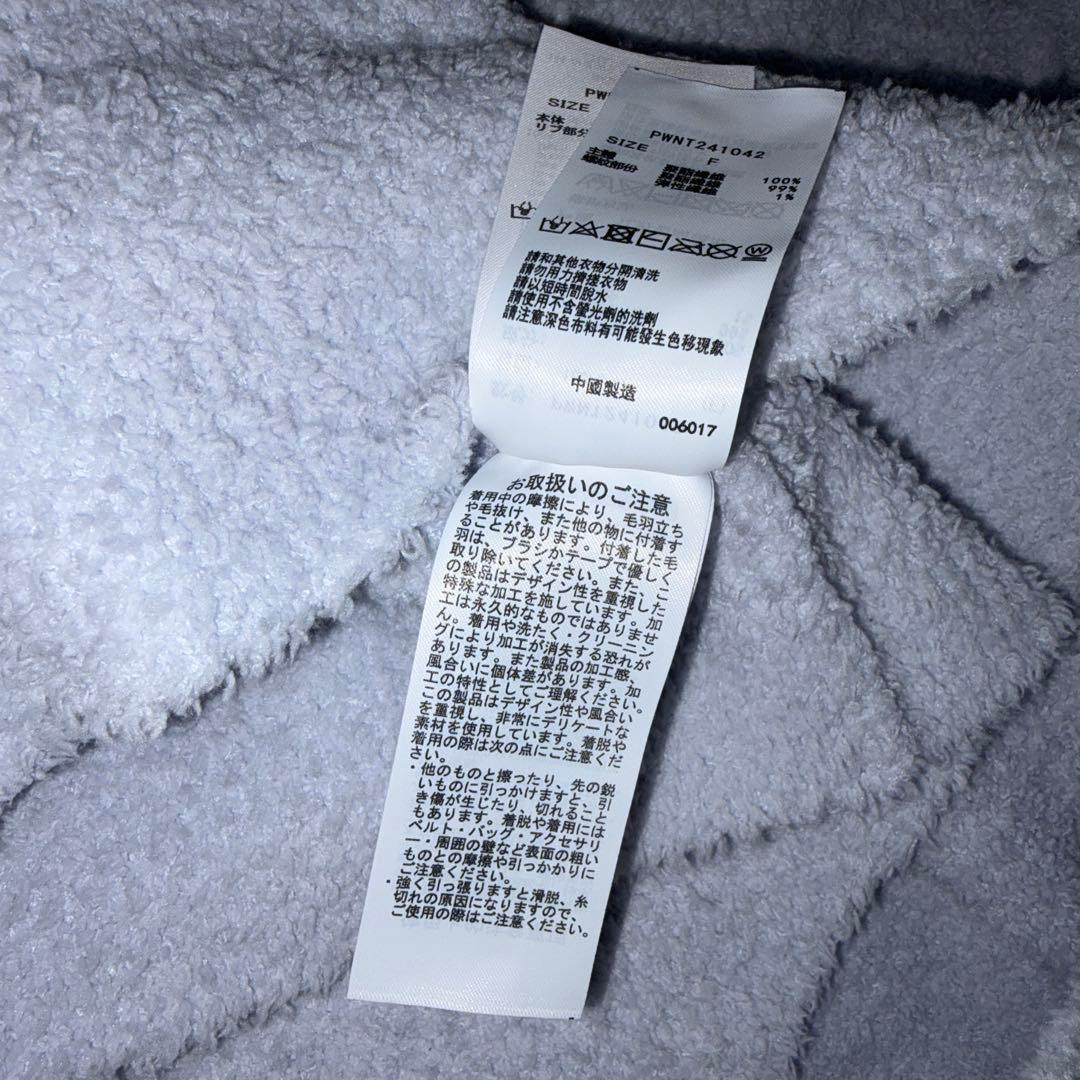 PW
SIZE
本体
リブ部分
PWNT241042
SIZE F
主體 聚酯纖維 100%
螺紋部份 聚酯纖維 99%
彈性纖維 1%
請和其他衣物分開清洗
請勿用力擠搓衣物
請以短時間脫水
請使用不含螢光劑的洗劑
請注意深色布料有可能發生色移現象
中國製造
006017
お取扱いのご注意
着用中の摩擦により、毛羽立ち
や毛抜け、また他の物に付着す
ることがあります。付着した毛
羽は、ブラシかテープで優しく
取り除いてください。また、こ
の製品はデザイン性を重視した
特殊な加工を施しています。加
工は永久的なものではありませ
ん。着用や洗たく・クリーニン
グにより加工が消失する恐れが
あります。また製品の加工感、
風合いに個体差があります。加
工の特性としてご理解ください。
この製品はデザイン性や風合い
を重視し、非常にデリケートな
素材を使用しています。着脱や
着用の際は次の点にご注意くだ
さい。
・他のものと擦ったり、先の鋭
いものに引っかけますと、引
き傷が生じたり、切れること
もあります。着脱や着用には
ベルト・バッグ・アクセサリ
ー・周囲の壁など表面の粗い
ものとの摩擦や引っかかりに
ご注意ください。
・強く引っ張りますと滑脱、糸
切れの原因になりますので、
ご使用の際はご注意ください。